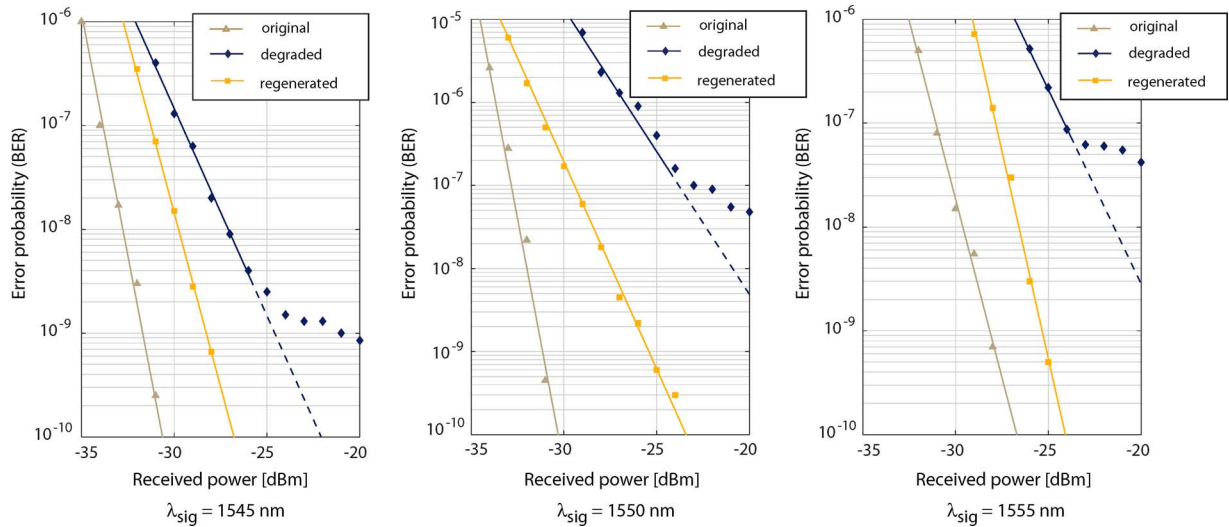 original
degraded
regenerated
10^-6
10^-7
10^-8
10^-9
10^-10
Error probability (BER)
-35
-30
-25
-20
Received power [dBm]
λsig = 1545 nm
original
degraded
regenerated
10^-5
10^-6
10^-7
10^-8
10^-9
10^-10
Error probability (BER)
-35
-30
-25
-20
Received power [dBm]
λsig = 1550 nm
original
degraded
regenerated
10^-6
10^-5
10^-6
10^-7
10^-8
10^-9
10^-10
Error probability (BER)
-35
-30
-25
-20
Received power [dBm]
λsig = 1555 nm